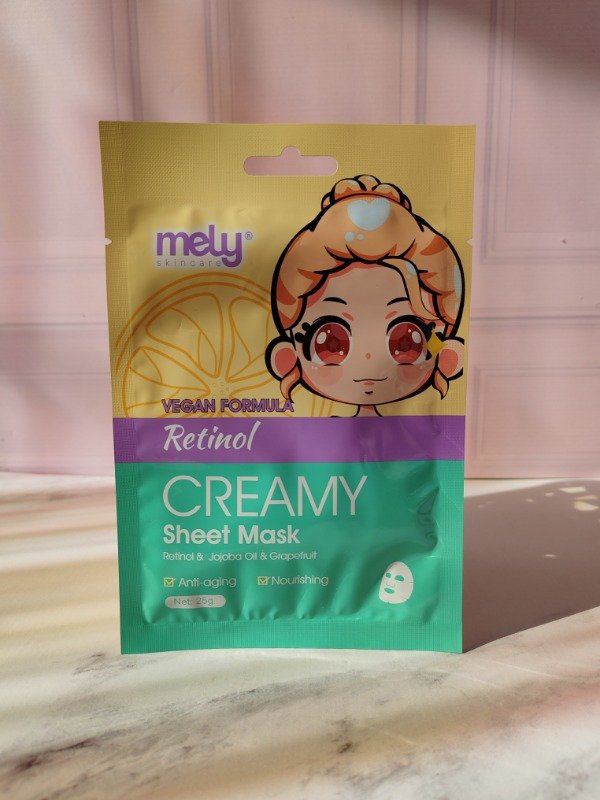 mely®
skincare
VEGAN FORMULA
Retinol
CREAMY
Sheet Mask
Retinol & Jojoba Oil & Grapefruit
Anti-aging Nourishing
Net: 25g